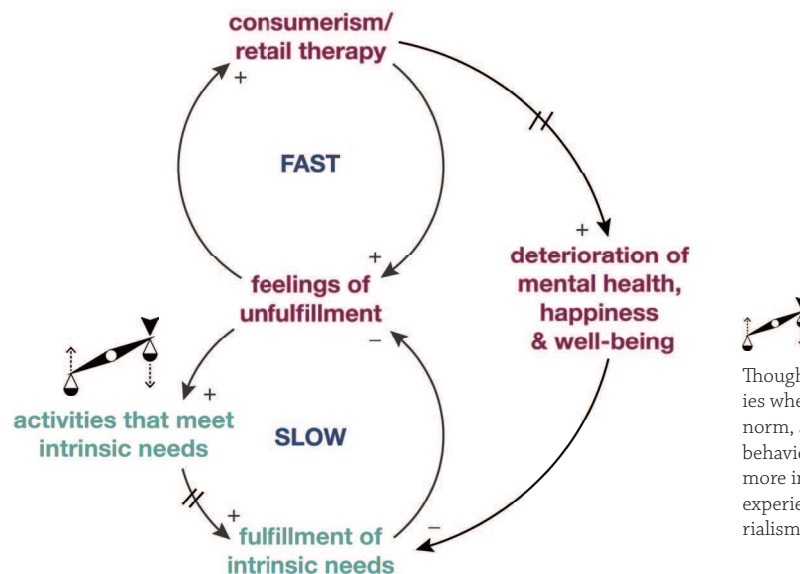 consumerism/
retail therapy
+
FAST
+
+
feelings of
unfulfillment
deterioration of
mental health,
happiness
& well-being
−
+
activities that meet
intrinsic needs
SLOW
+
−
fulfillment of
intrinsic needs
Though
ies whe
norm,
behavio
more in
experie
rialism